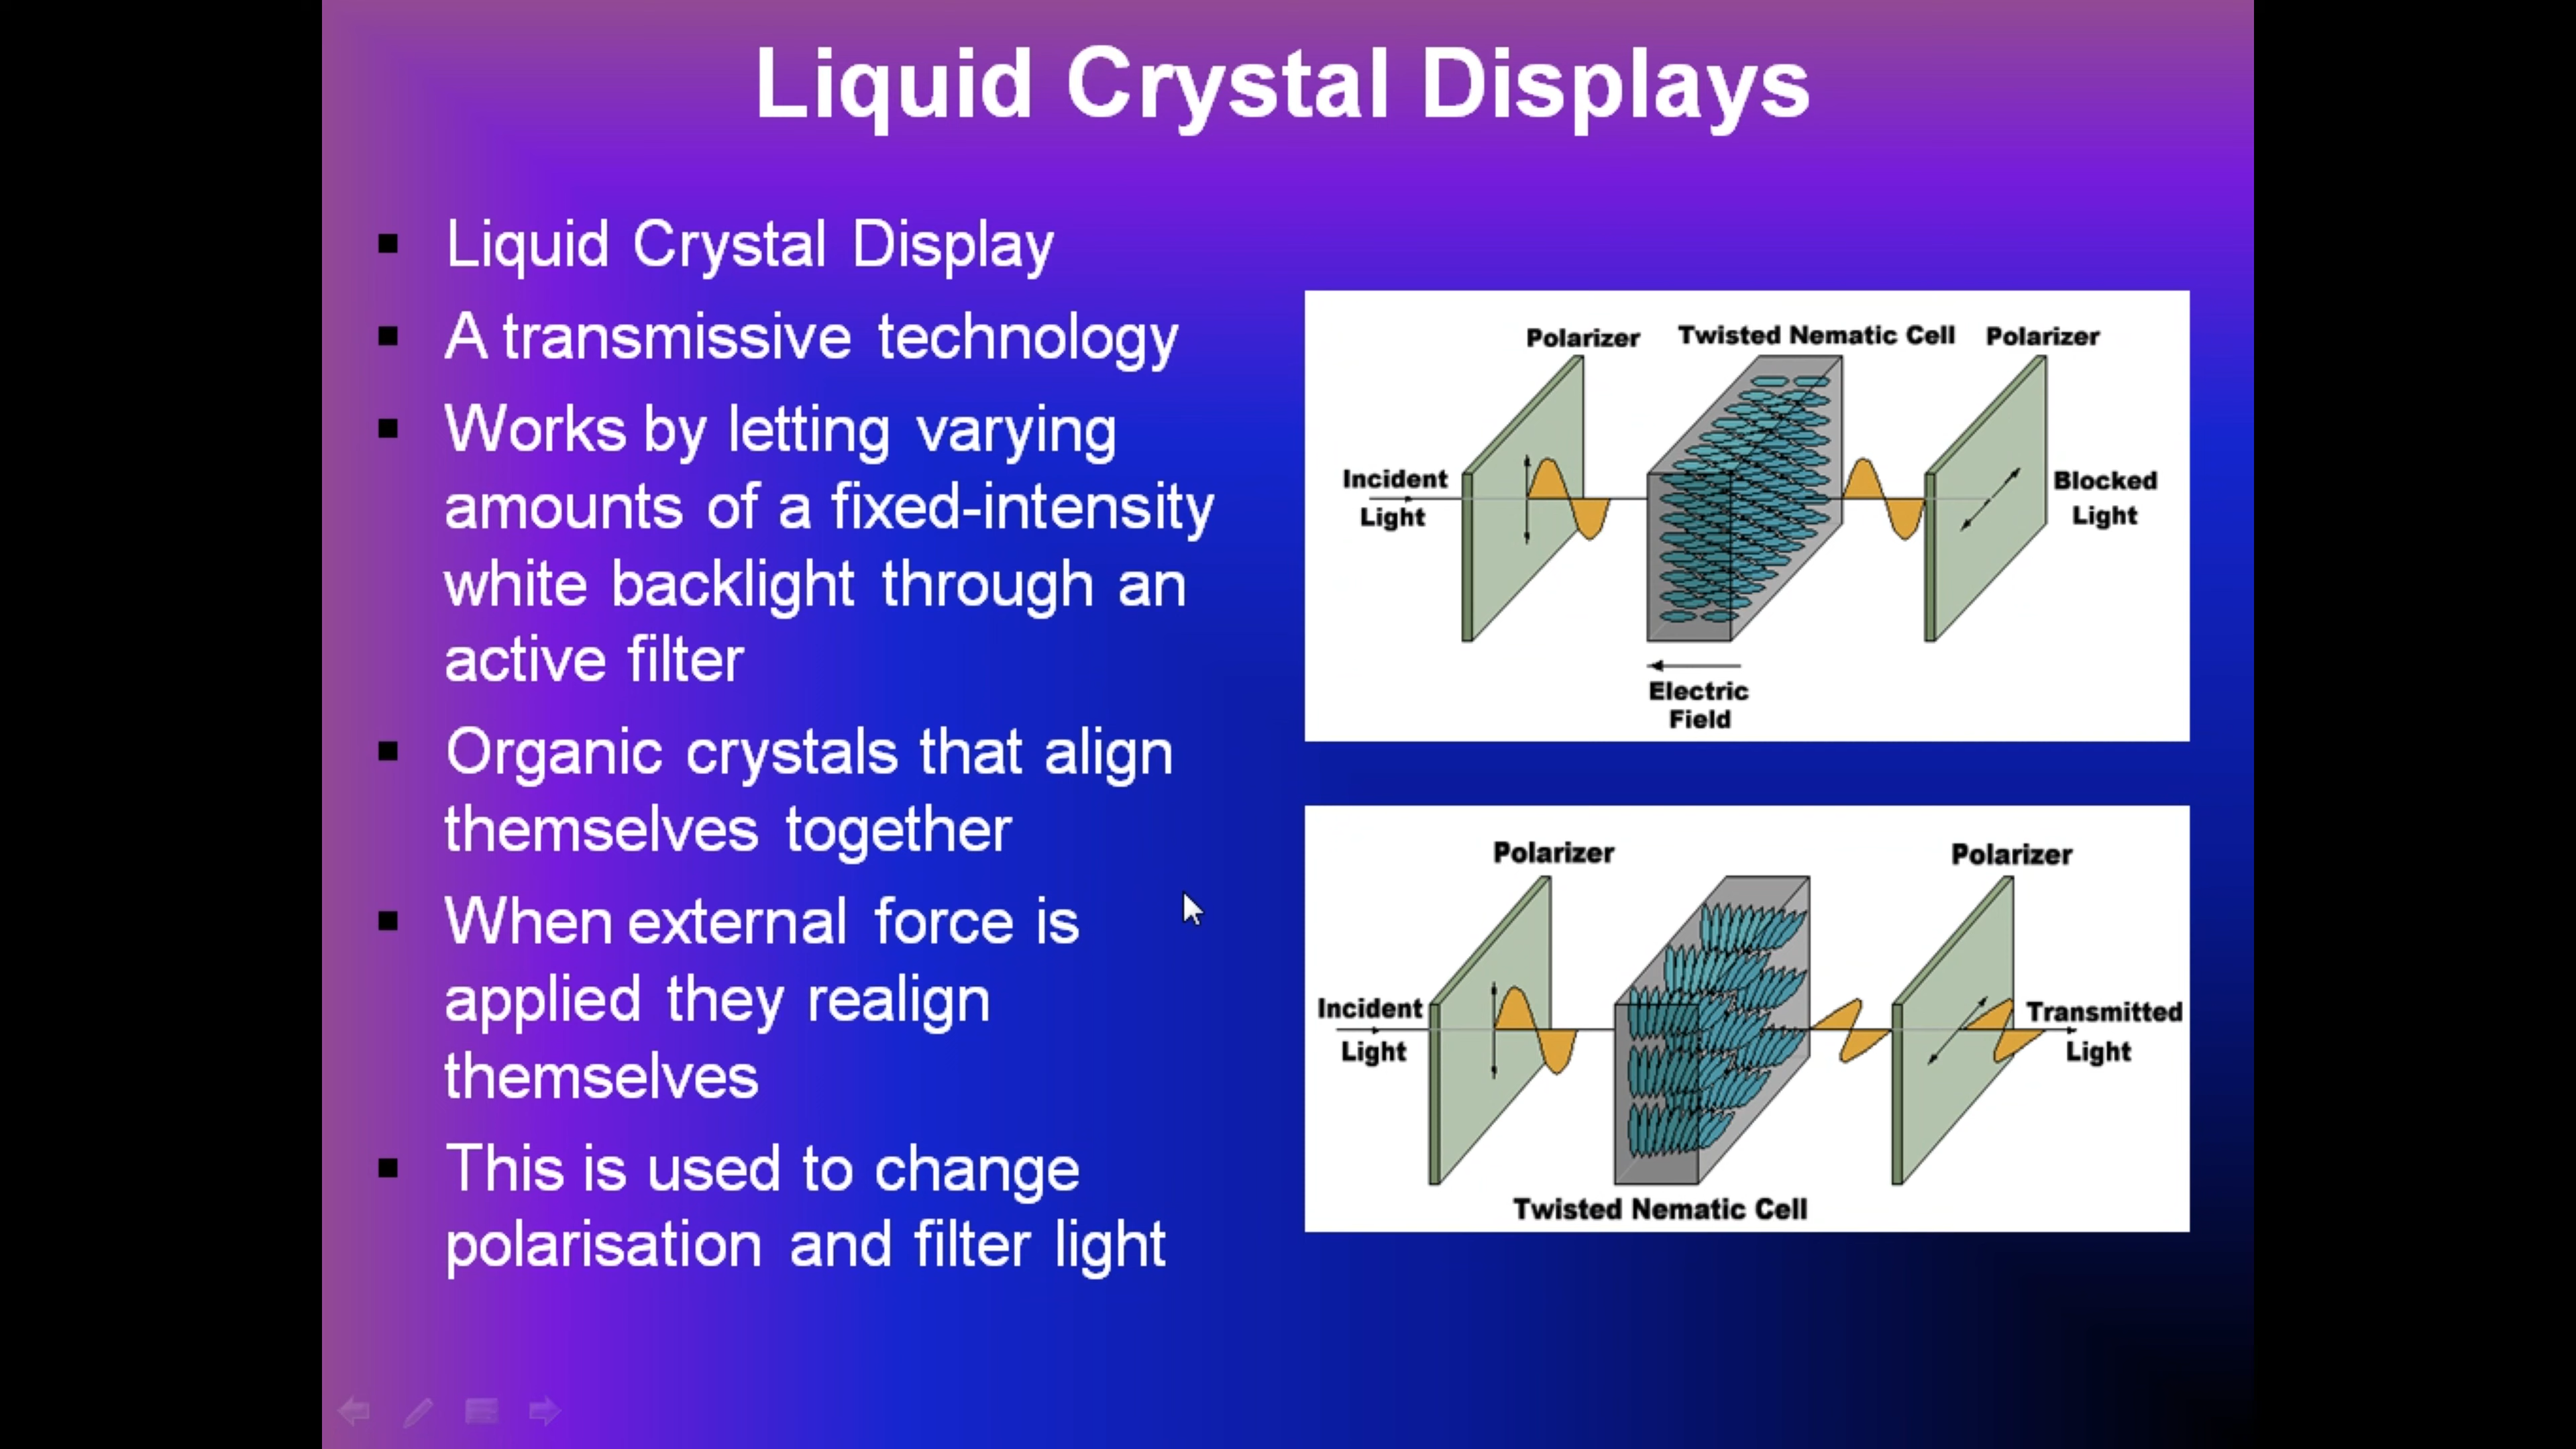 Liquid Crystal Displays
Liquid Crystal Display
A transmissive technology
Works by letting varying
amounts of a fixed-intensity
white backlight through an
active filter
Organic crystals that align
themselves together
When external force is
applied they realign
themselves
This is used to change
polarisation and filter light
Polarizer
Twisted Nematic Cell
Polarizer
Incident
Light
Blocked
Light
Electric
Field
Polarizer
Polarizer
Incident
Light
Transmitted
Light
Twisted Nematic Cell